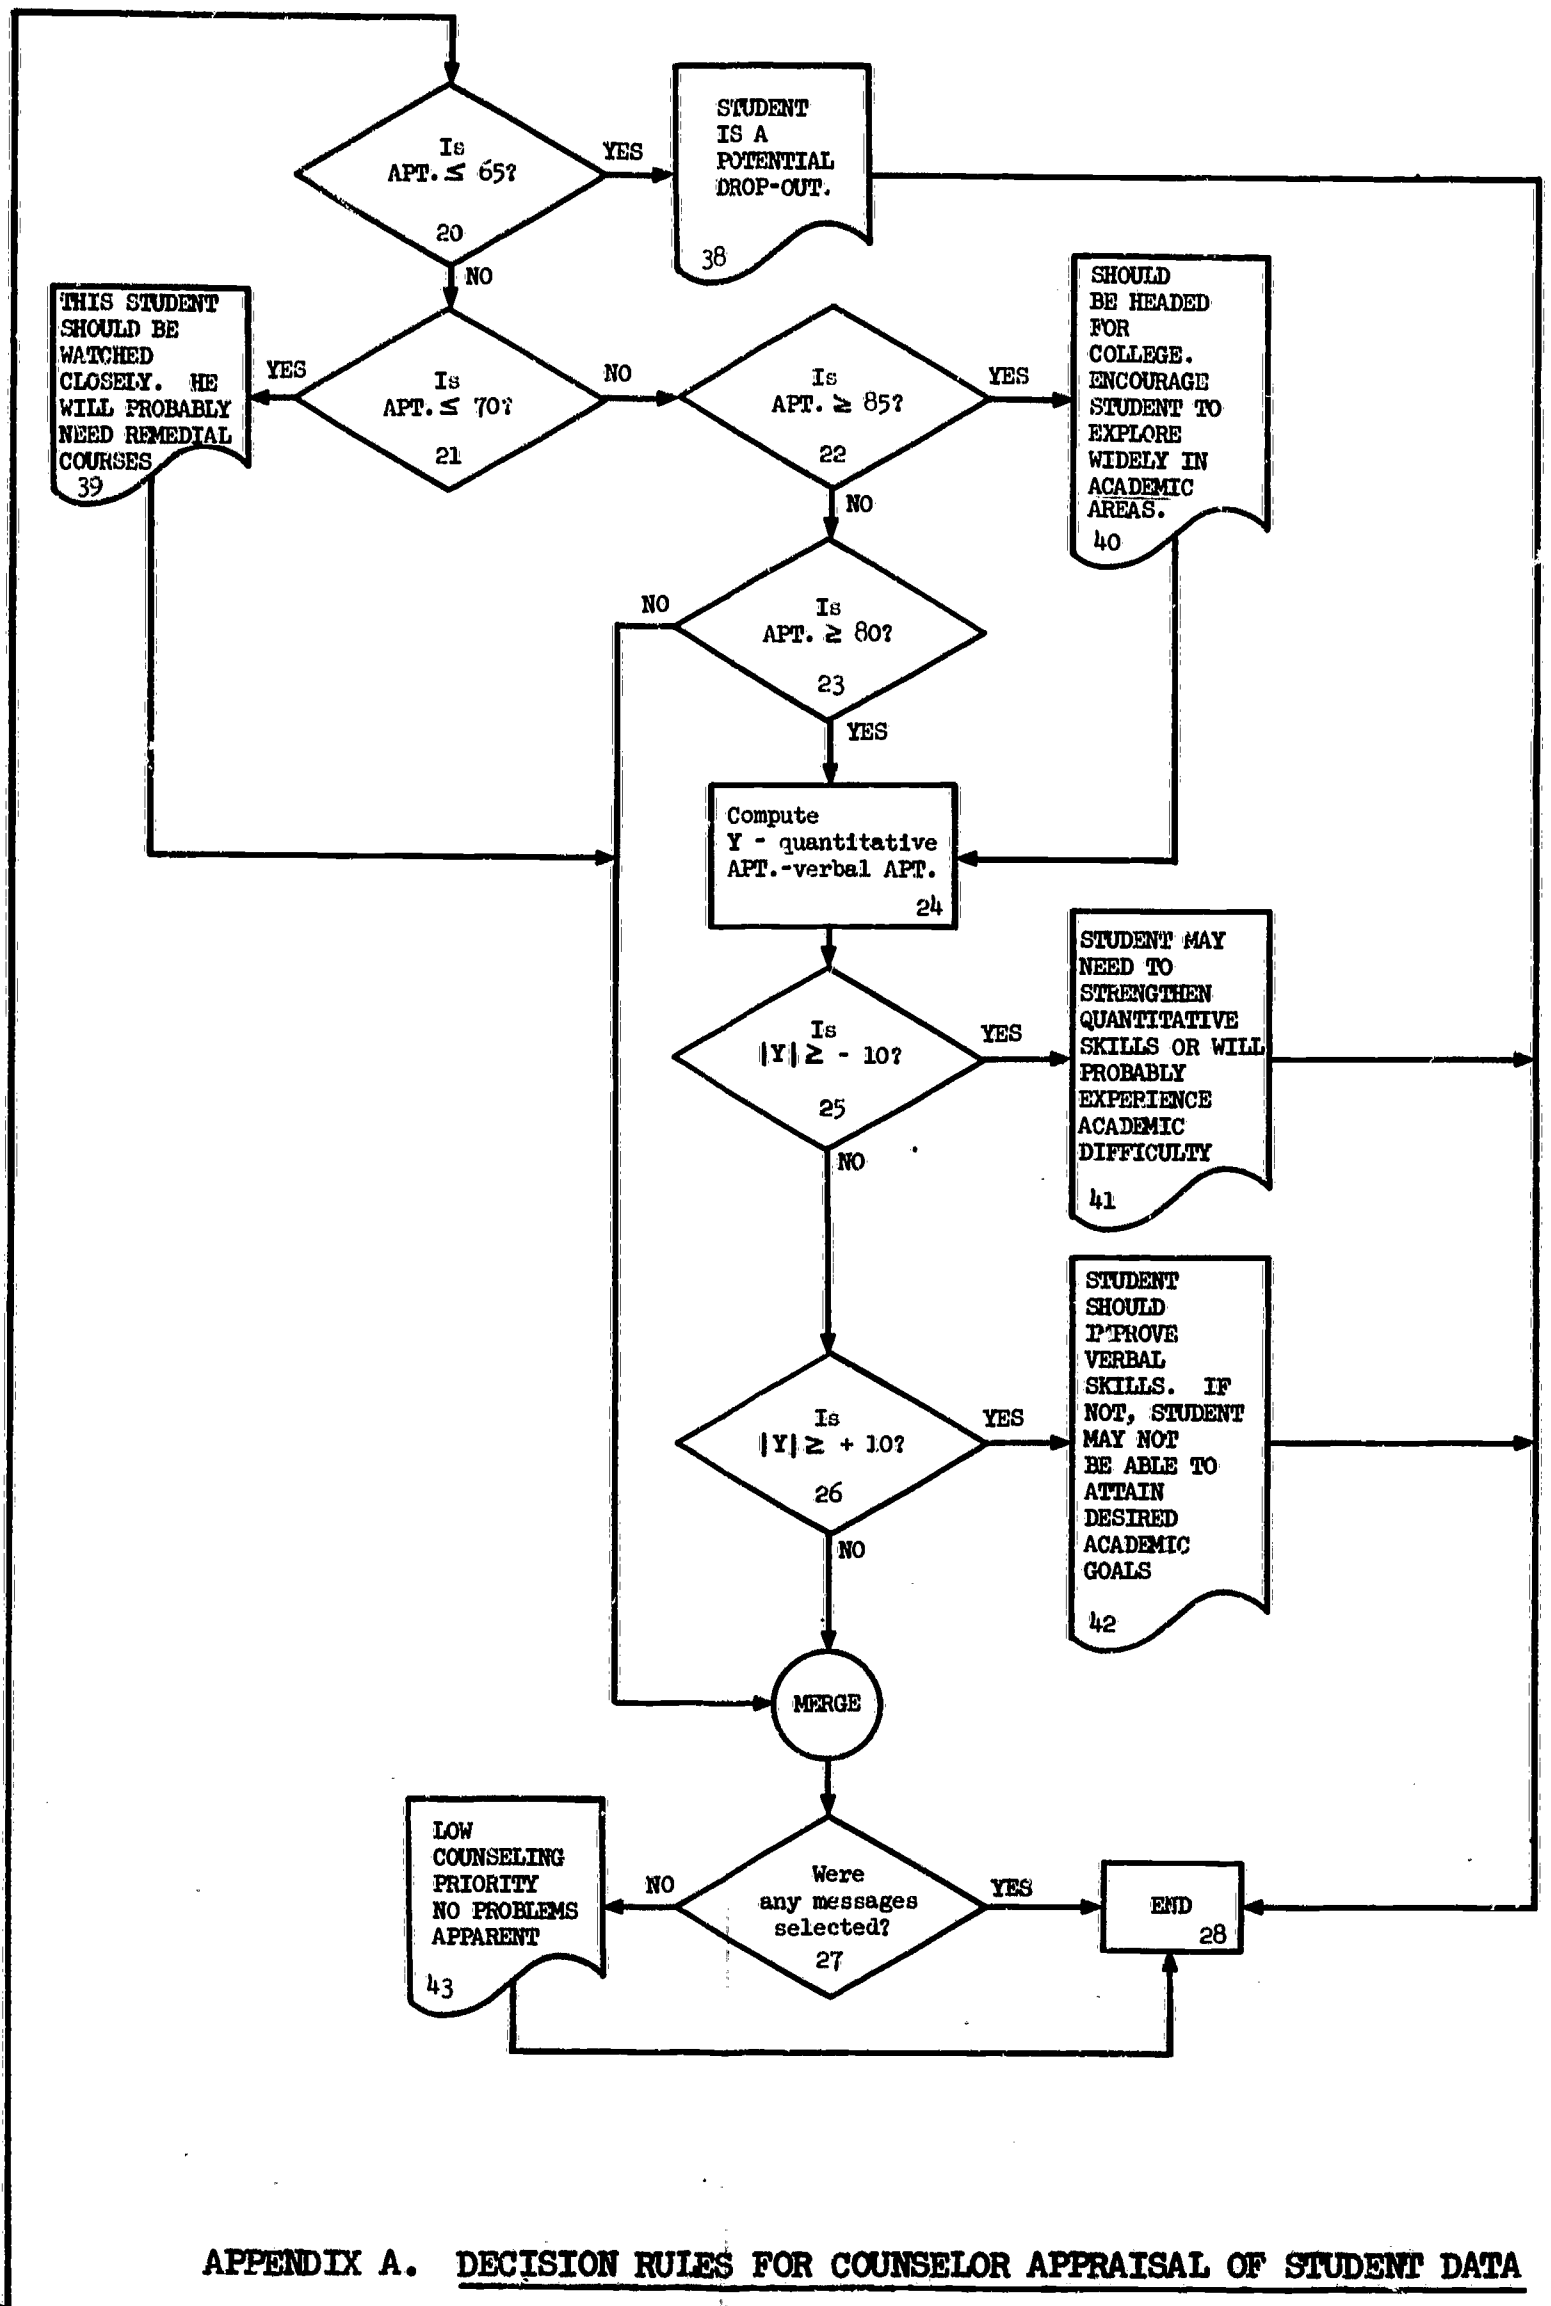 Is
APT. ≤ 65?
20
YES
NO
STUDENT
IS A
POTENTIAL
DROP-OUT.
38
THIS STUDENT
SHOULD BE
WATCHED
CLOSELY. HE
WILL PROBABLY
NEED REMEDIAL
COURSES
39
YES
Is
APT. ≤ 70?
21
NO
Is
APT. ≥ 85?
22
YES
NO
SHOULD
BE HEADED
FOR
COLLEGE.
ENCOURAGE
STUDENT TO
EXPLORE
WIDELY IN
ACADEMIC
AREAS.
40
NO
Is
APT. ≥ 80?
23
YES
Compute
Y - quantitative
APT.-verbal APT.
24
Is
|Y| ≥ - 10?
25
YES
NO
STUDENT MAY
NEED TO
STRENGTHEN
QUANTITATIVE
SKILLS OR WILL
PROBABLY
EXPERIENCE
ACADEMIC
DIFFICULTY
41
Is
|Y| ≥ + 10?
26
YES
NO
STUDENT
SHOULD
IMPROVE
VERBAL
SKILLS. IF
NOT, STUDENT
MAY NOT
BE ABLE TO
ATTAIN
DESIRED
ACADEMIC
GOALS
42
MERGE
LOW
COUNSELING
PRIORITY
NO PROBLEMS
APPARENT
43
NO
Were
any messages
selected?
27
YES
END
28
APPENDIX A. DECISION RULES FOR COUNSELOR APPRAISAL OF STUDENT DATA